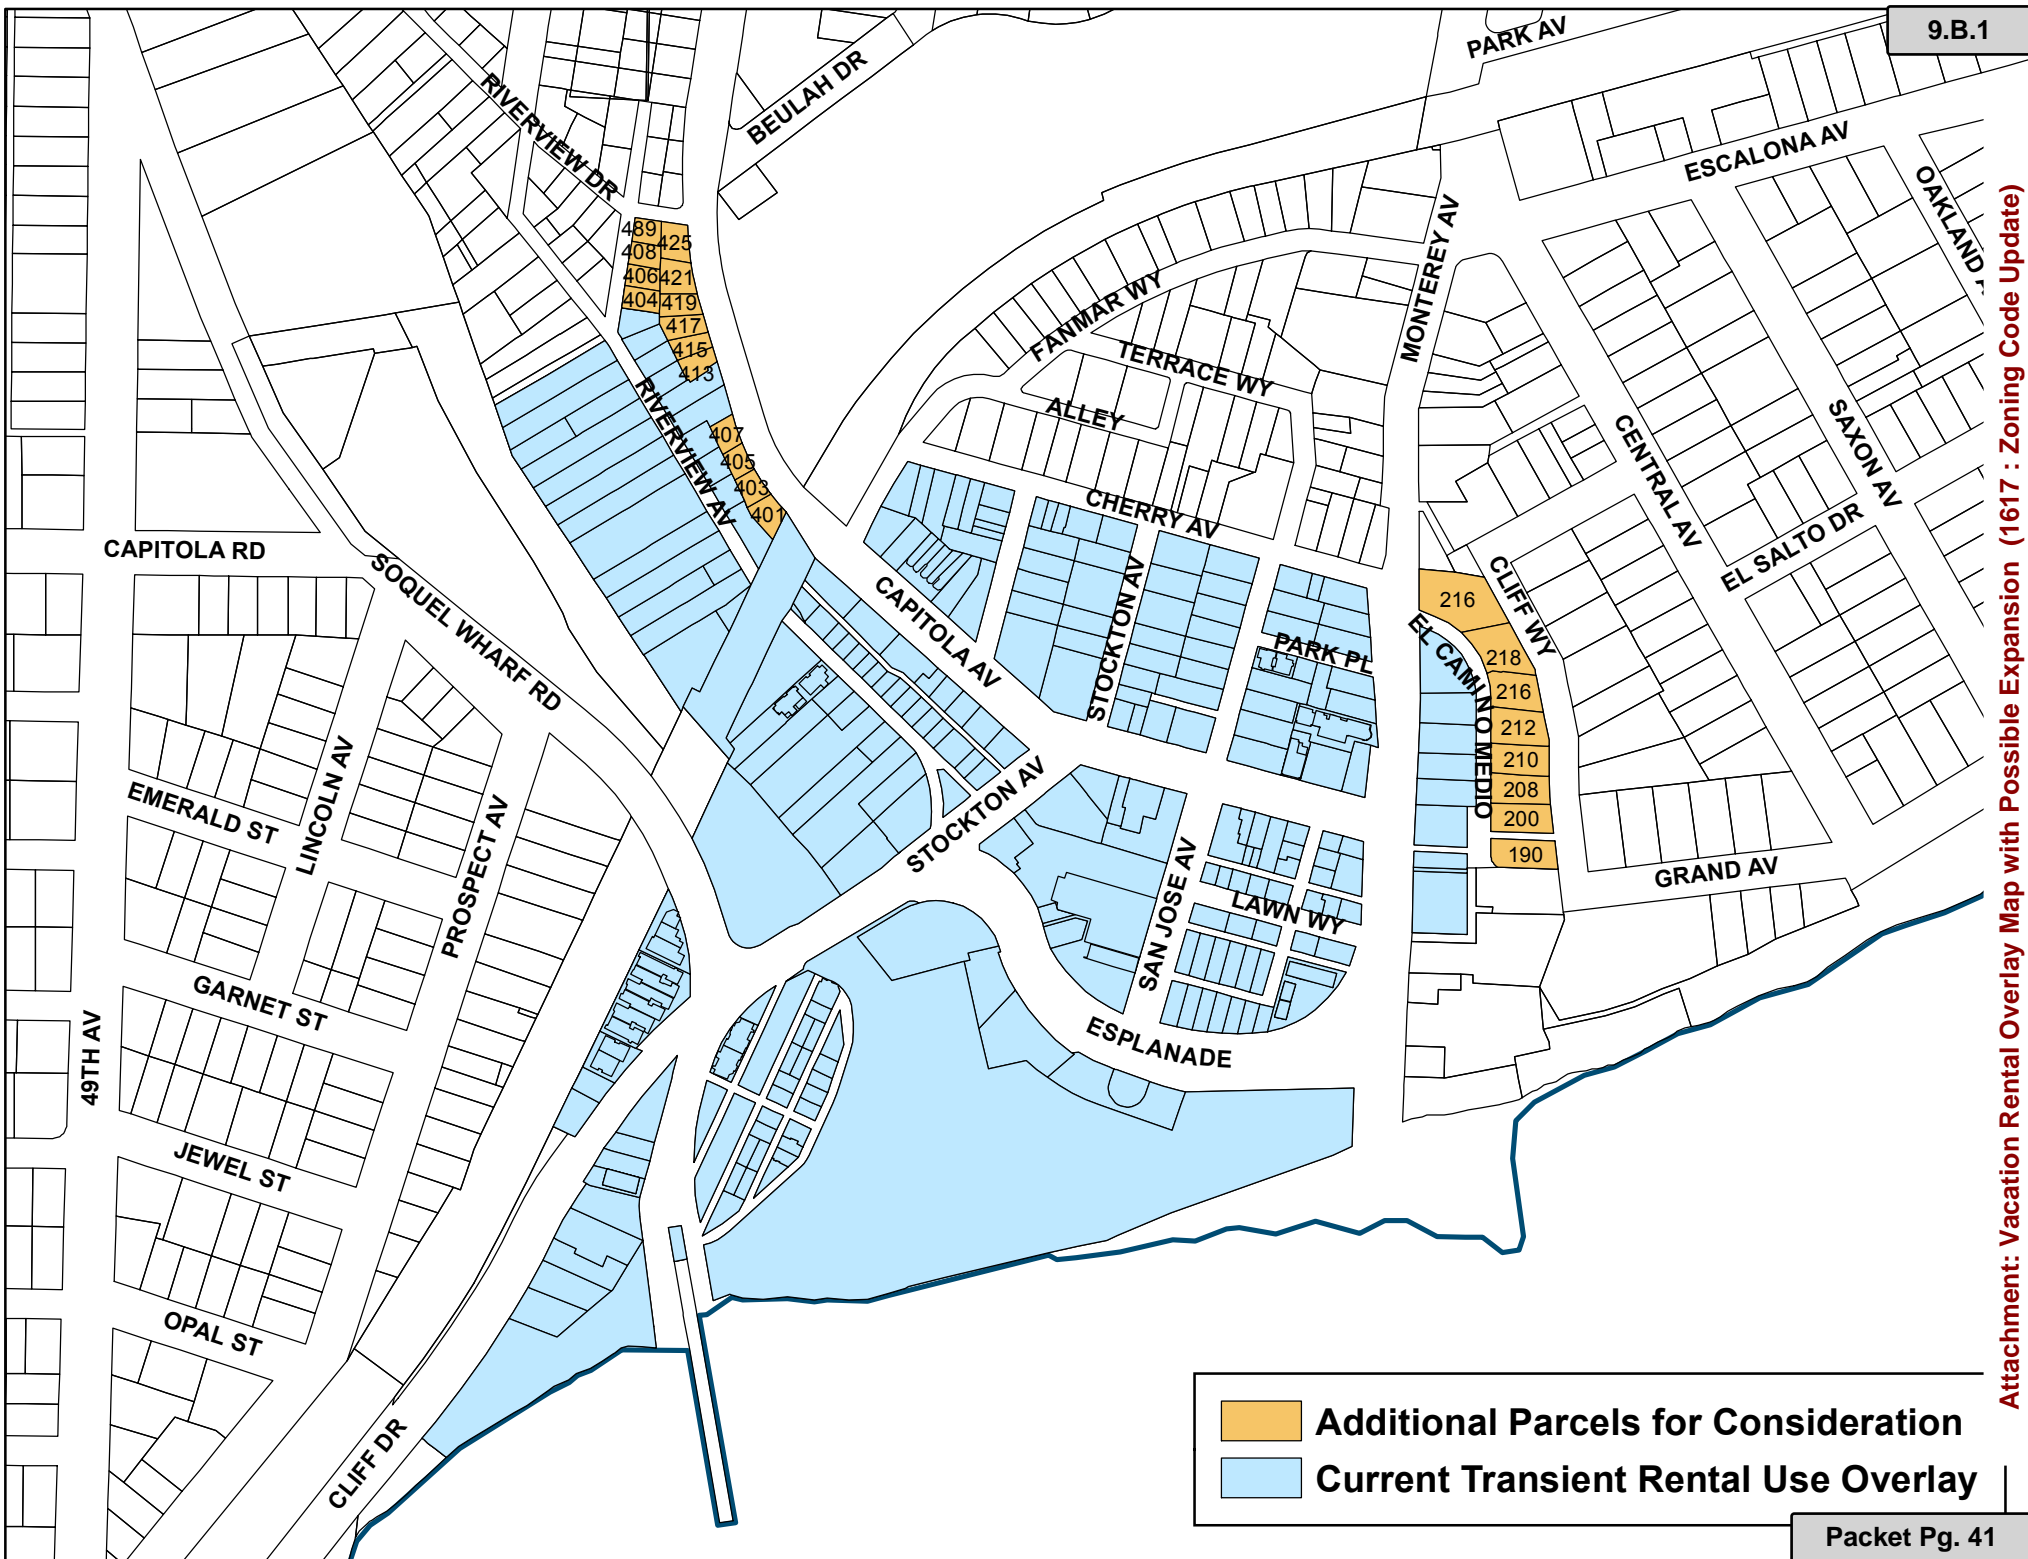 9.B.1
PARK AV
BEULAH DR
RIVERVIEW DR
ESCALONA AV
OAKLAND A
MONTEREY AV
489
425
408
406
421
404
419
417
415
413
FANMAR WY
TERRACE WY
ALLEY
RIVERVIEW AV
407
405
403
401
CHERRY AV
CENTRAL AV
SAXON AV
EL SALTO DR
CAPITOLA RD
SOQUEL WHARF RD
CAPITOLA AV
STOCKTON AV
PARK PL
CLIFF WY
EL CAMINO MEDIO
216
218
216
212
210
208
200
190
GRAND AV
EMERALD ST
LINCOLN AV
PROSPECT AV
STOCKTON AV
SAN JOSE AV
LAWN WY
GARNET ST
49TH AV
ESPLANADE
JEWEL ST
OPAL ST
CLIFF DR
Additional Parcels for Consideration
Current Transient Rental Use Overlay
Attachment: Vacation Rental Overlay Map with Possible Expansion (1617 : Zoning Code Update)
Packet Pg. 41